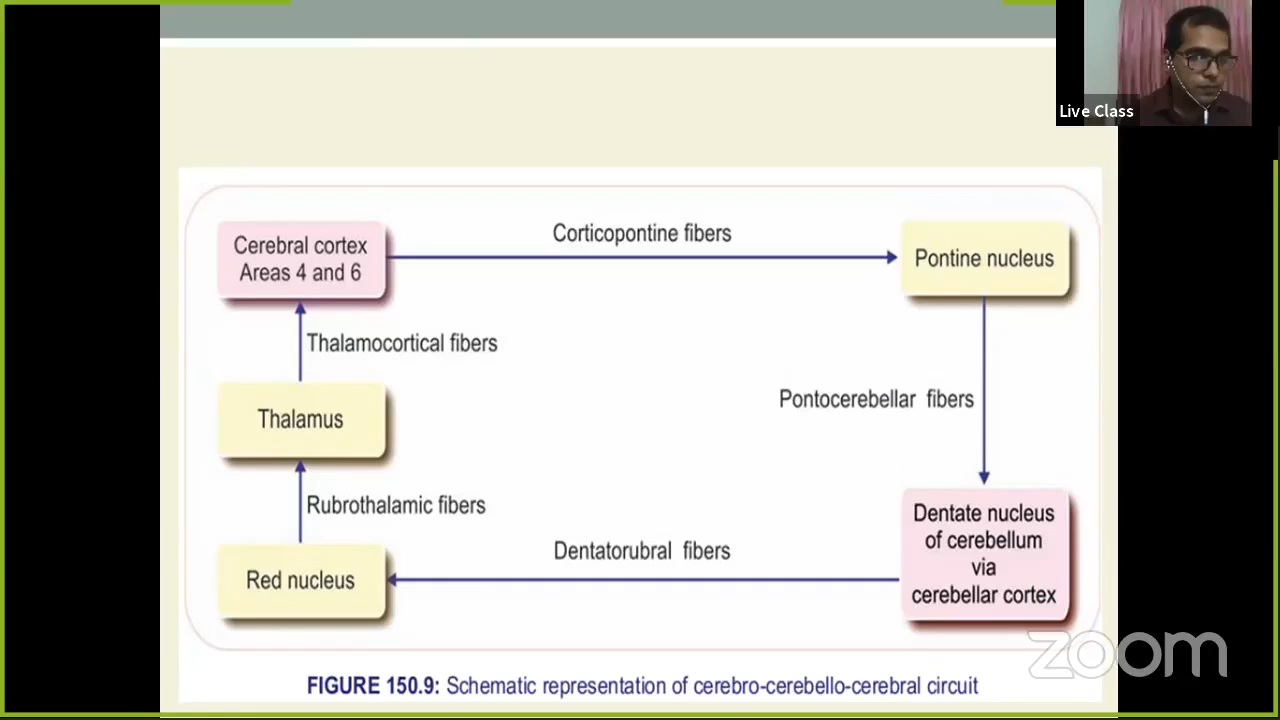 Live Class
Corticopontine fibers
Cerebral cortex
Areas 4 and 6
Pontine nucleus
Thalamocortical fibers
Pontocerebellar fibers
Thalamus
Rubrothalamic fibers
Dentate nucleus
of cerebellum
via
cerebellar cortex
Dentatorubral fibers
Red nucleus
zoom
FIGURE 150.9: Schematic representation of cerebro-cerebello-cerebral circuit